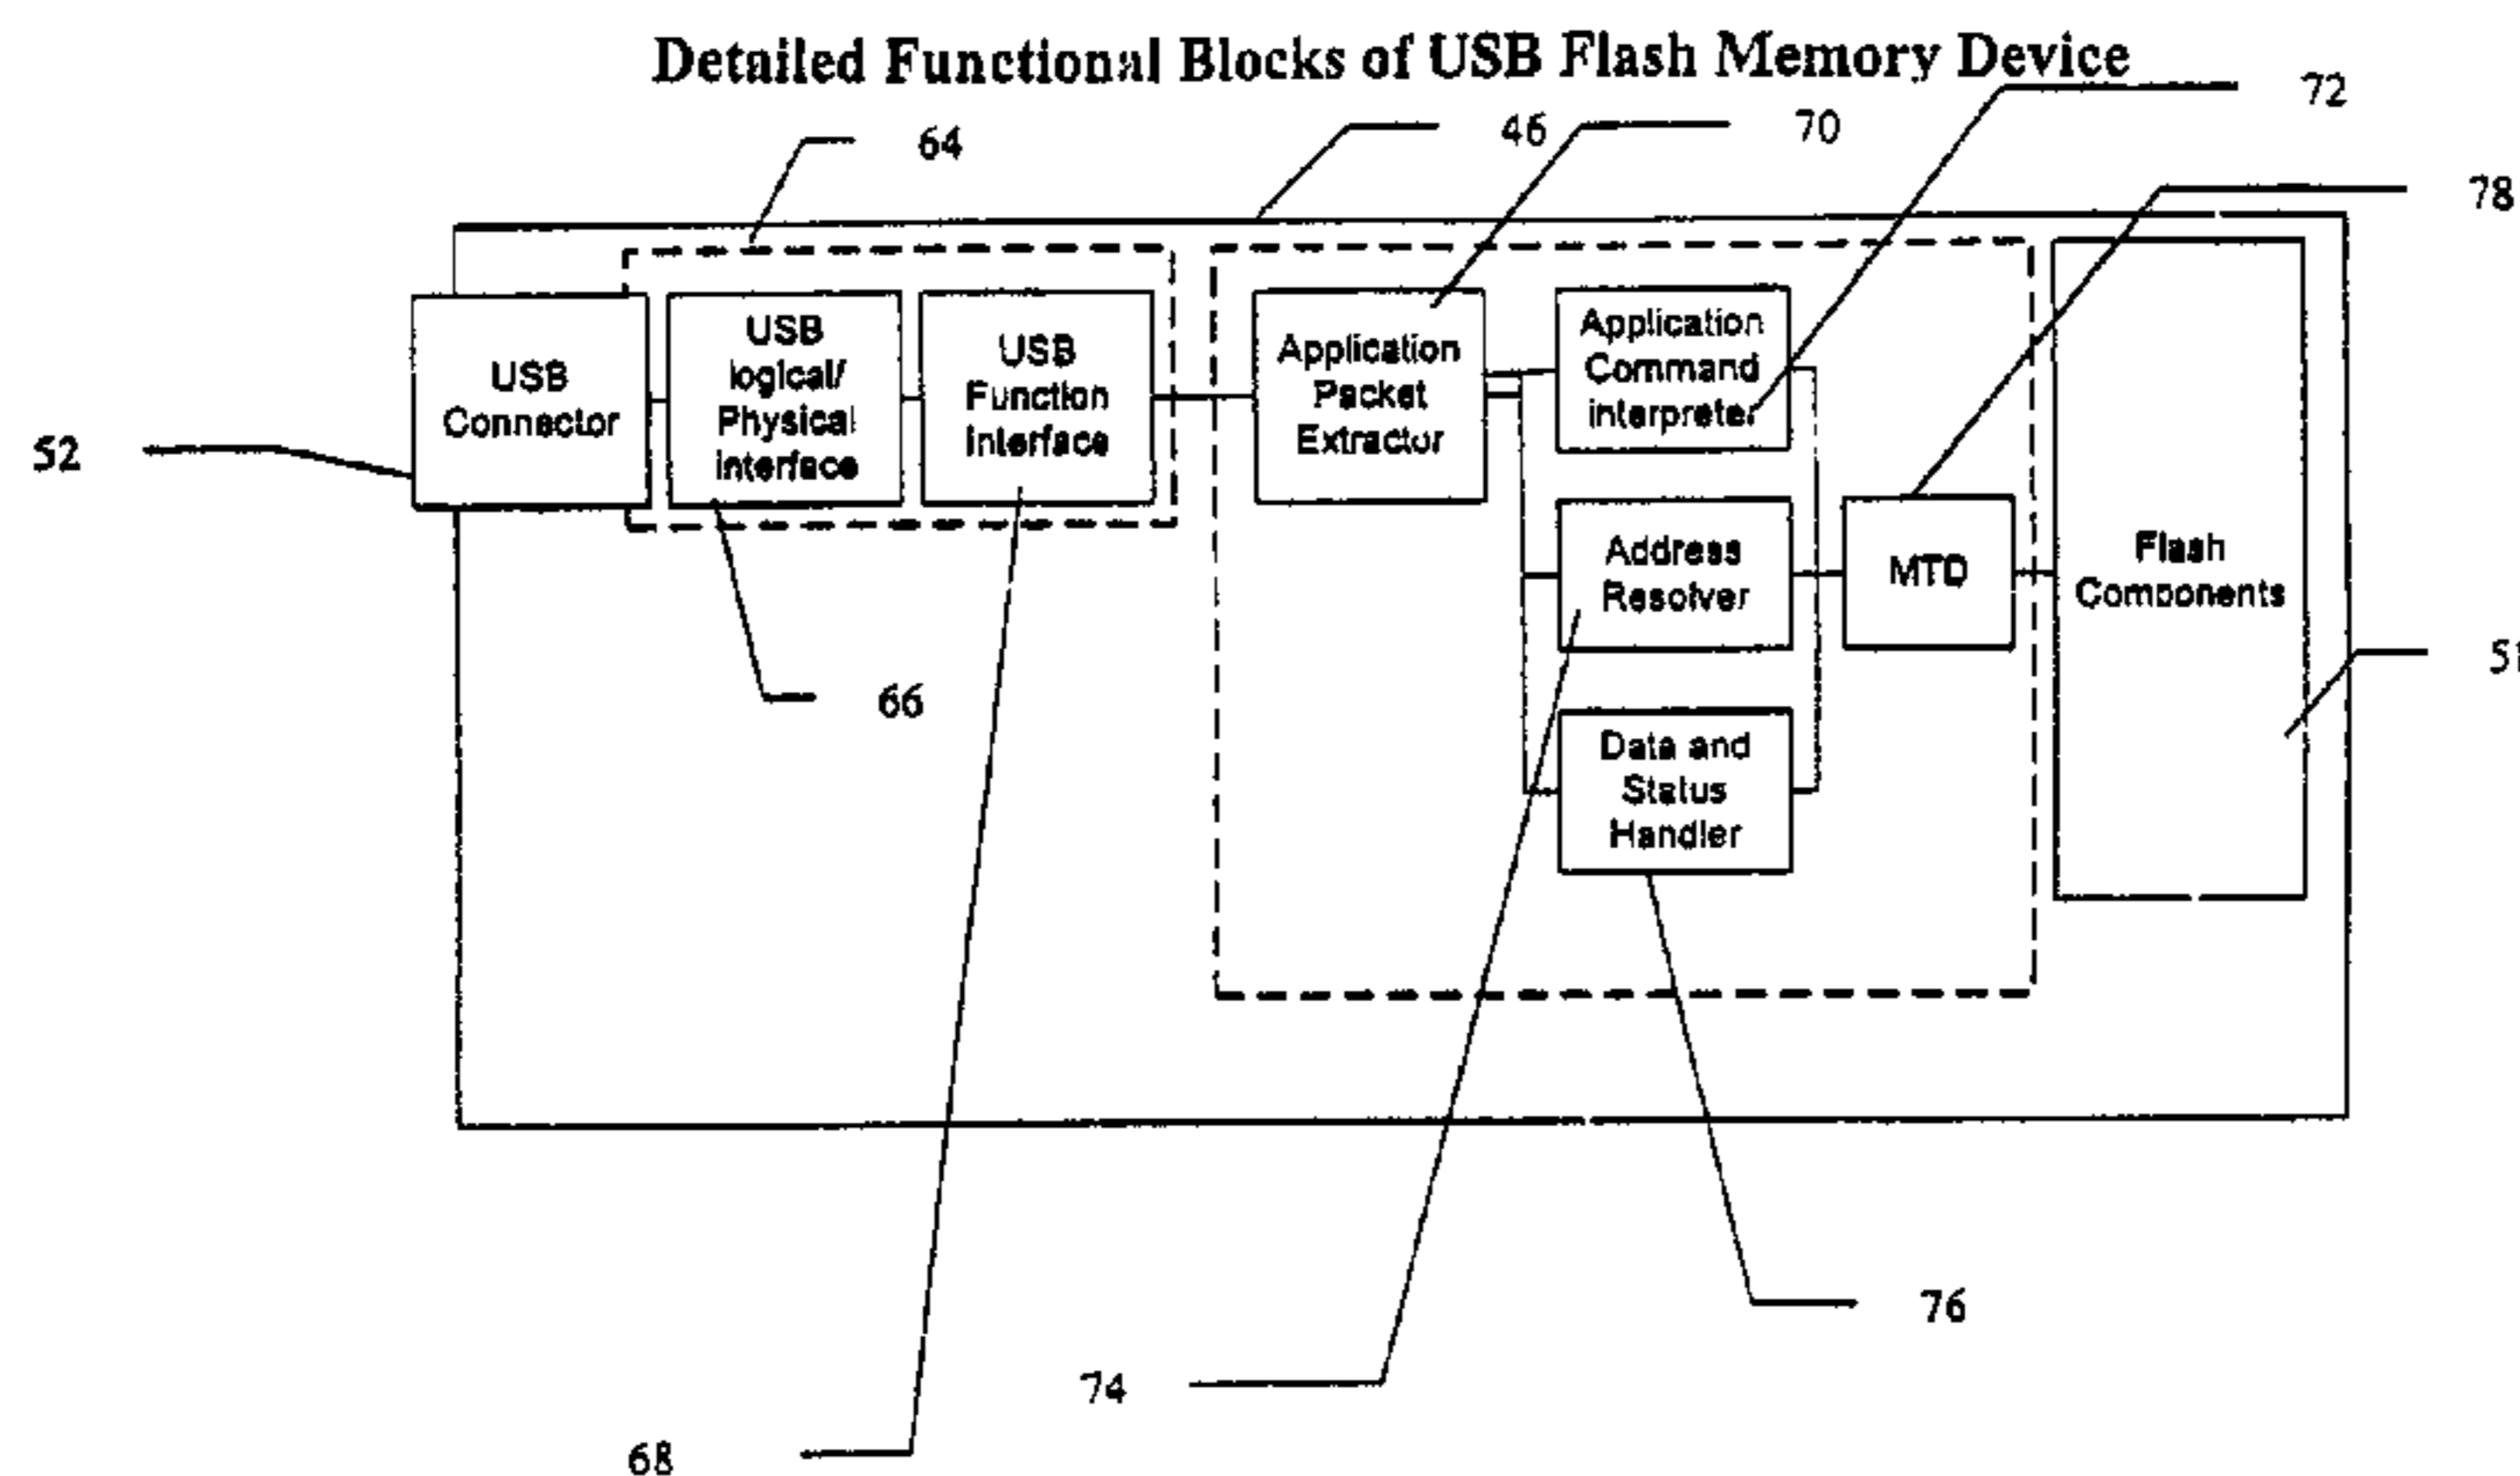 Detailed Functional Blocks of USB Flash Memory Device
72
64
46
70
78
USB
Connector
USB
logical/
Physical
interface
USB
Function
Interface
Application
Packet
Extractor
Application
Command
interpreter
Address
Resolver
Data and
Status
Handler
MTD
Flash
Components
52
51
66
76
74
68